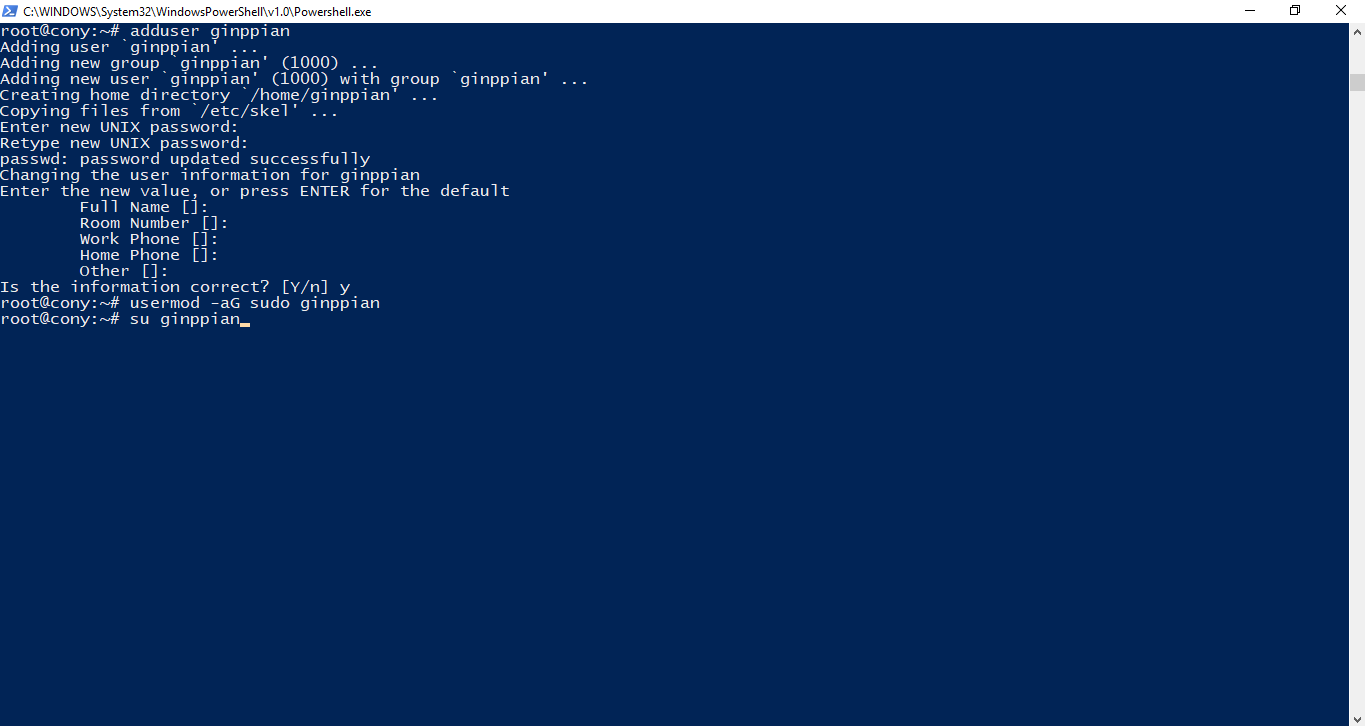 C:\WINDOWS\System32\WindowsPowerShell\v1.0\Powershell.exe
root@cony:~# adduser ginppian
Adding user `ginppian' ...
Adding new group `ginppian' (1000) ...
Adding new user `ginppian' (1000) with group `ginppian' ...
Creating home directory `/home/ginppian' ...
Copying files from `/etc/skel' ...
Enter new UNIX password:
Retype new UNIX password:
passwd: password updated successfully
Changing the user information for ginppian
Enter the new value, or press ENTER for the default
        Full Name []:
        Room Number []:
        Work Phone []:
        Home Phone []:
        Other []:
Is the information correct? [Y/n] y
root@cony:~# usermod -aG sudo ginppian
root@cony:~# su ginppian